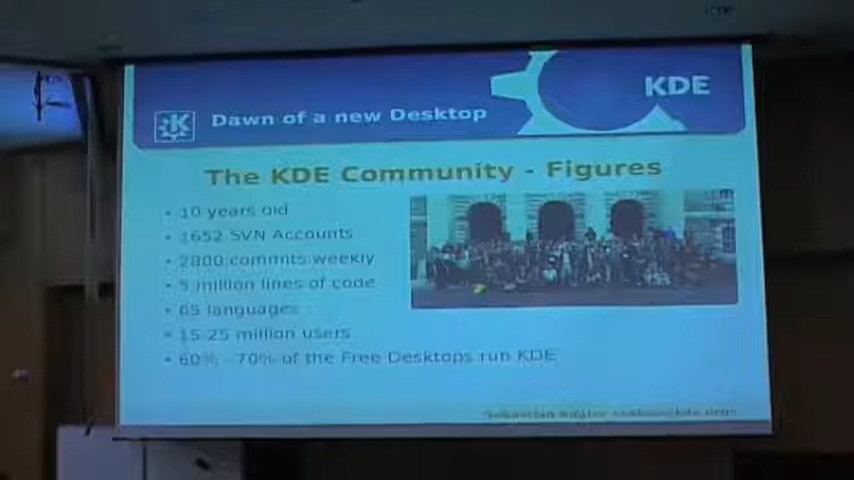 KDE
Dawn of a new Desktop
The KDE Community - Figures
• 10 years old
• 1652 SVN Accounts
• 2800 commits weekly
• 5 million lines of code
• 65 languages
• 15-25 million users
• 60% - 70% of the Free Desktops run KDE